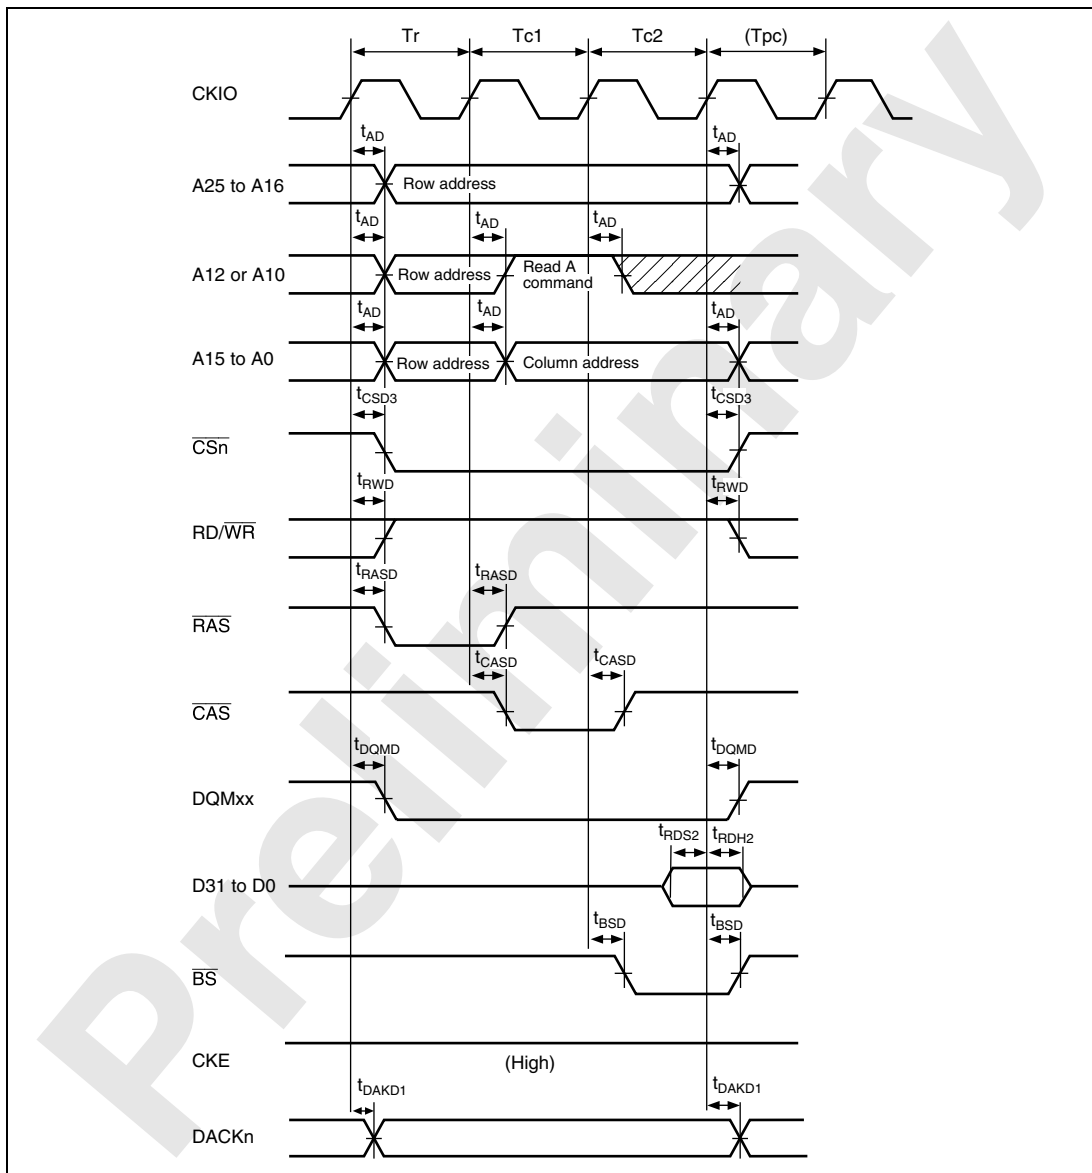 Tr Tc1 Tc2 (Tpc)
CKIO
tAD tAD
A25 to A16 Row address
tAD tAD tAD
A12 or A10 Row address Read A command
tAD tAD tAD
A15 to A0 Row address Column address
tCSD3 tCSD3
CSn
tRWD tRWD
RD/WR
tRASD tRASD
RAS
tCASD tCASD
CAS
tDQMD tDQMD
DQMxx
tRDS2 tRDH2
D31 to D0
tBSD tBSD
BS
CKE (High)
tDAKD1 tDAKD1
DACKn
Preliminary